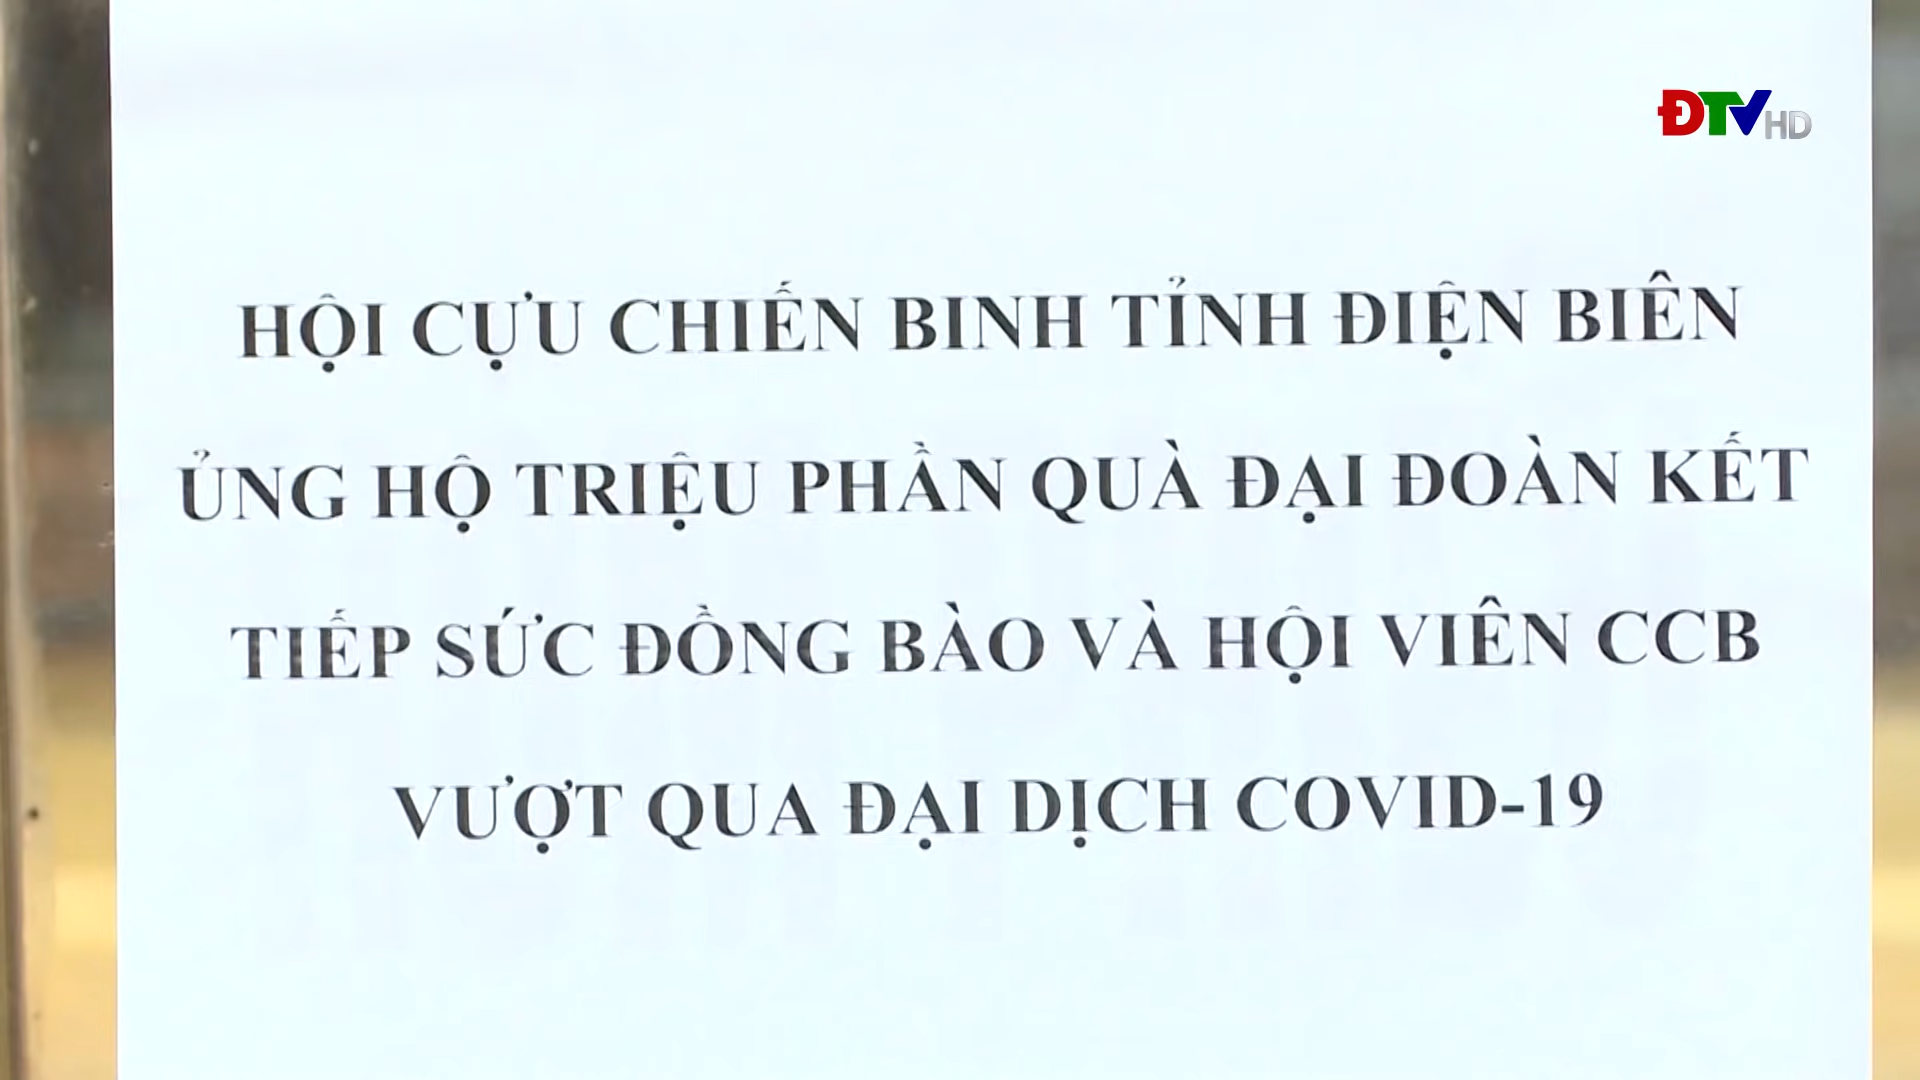 ĐTV HD
HỘI CỰU CHIẾN BINH TỈNH ĐIỆN BIÊN
ỦNG HỘ TRIỆU PHẦN QUÀ ĐẠI ĐOÀN KẾT
TIẾP SỨC ĐỒNG BÀO VÀ HỘI VIÊN CCB
VƯỢT QUA ĐẠI DỊCH COVID-19